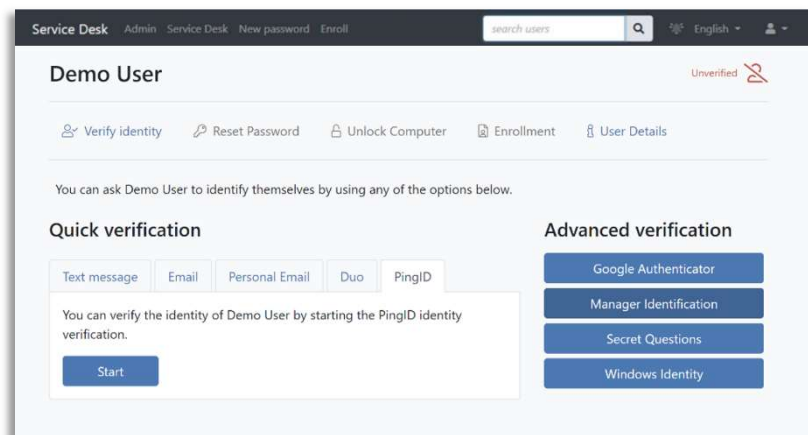 Service Desk Admin Service Desk New password Enroll search users English
Demo User
Unverified
Verify identity Reset Password Unlock Computer Enrollment User Details
You can ask Demo User to identify themselves by using any of the options below.
Quick verification
Text message Email Personal Email Duo PingID
You can verify the identity of Demo User by starting the PingID identity
verification.
Start
Advanced verification
Google Authenticator
Manager Identification
Secret Questions
Windows Identity